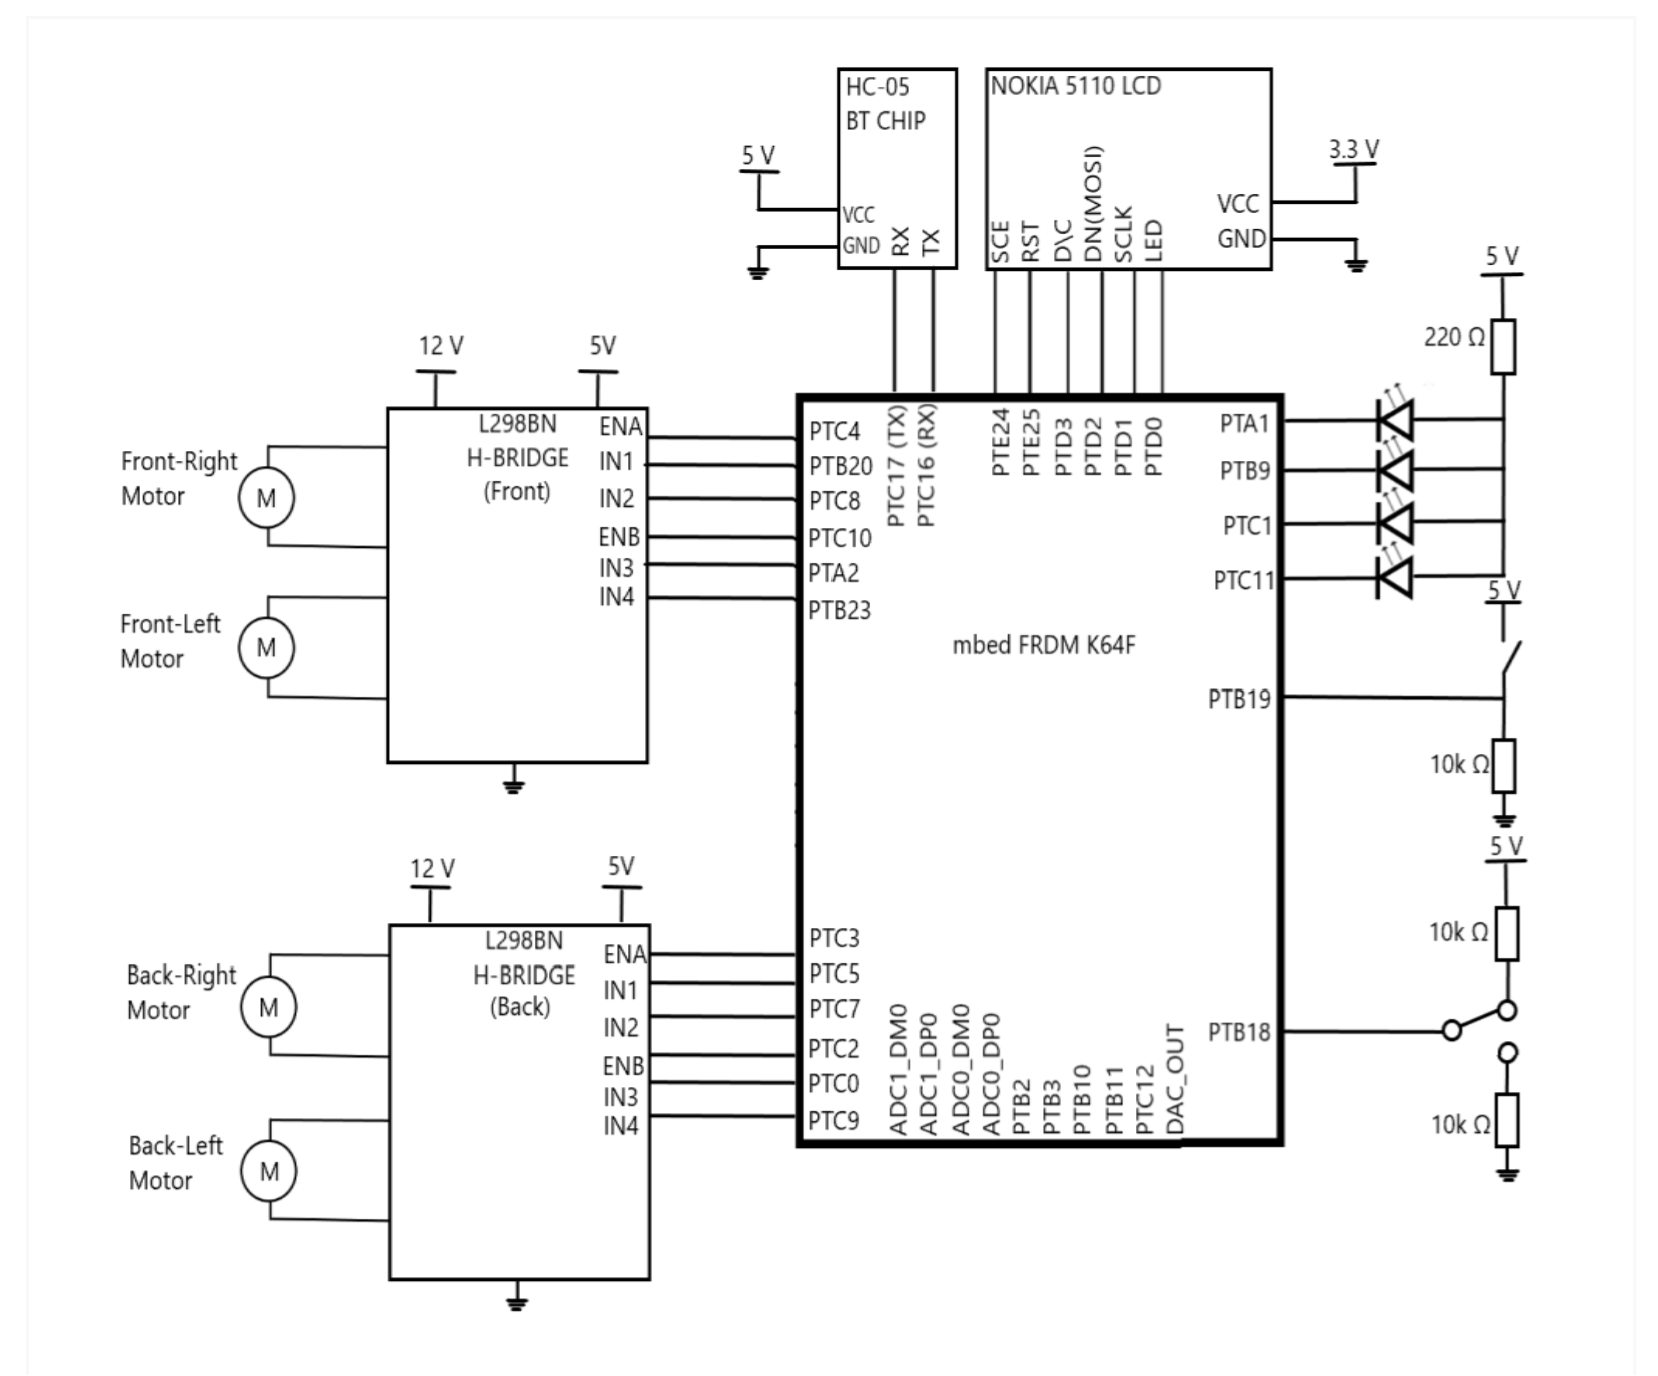 HC-05
BT CHIP
5 V
VCC
GND
RX
TX
NOKIA 5110 LCD
SCE
RST
D\C
DN(MOSI)
SCLK
LED
3.3 V
VCC
GND
12 V
5V
L298BN
H-BRIDGE
(Front)
ENA
IN1
IN2
ENB
IN3
IN4
Front-Right
Motor
M
Front-Left
Motor
M
PTC4
PTB20
PTC8
PTC10
PTA2
PTB23
PTC17 (TX)
PTC16 (RX)
PTE24
PTE25
PTD3
PTD2
PTD1
PTD0
mbed FRDM K64F
PTA1
PTB9
PTC1
PTC11
PTB19
PTB18
5 V
220 Ω
5 V
10k Ω
5 V
10k Ω
10k Ω
12 V
5V
L298BN
H-BRIDGE
(Back)
ENA
IN1
IN2
ENB
IN3
IN4
Back-Right
Motor
M
Back-Left
Motor
M
PTC3
PTC5
PTC7
PTC2
PTC0
PTC9
ADC1_DM0
ADC1_DP0
ADC0_DM0
ADC0_DP0
PTB2
PTB3
PTB10
PTB11
PTC12
DAC_OUT